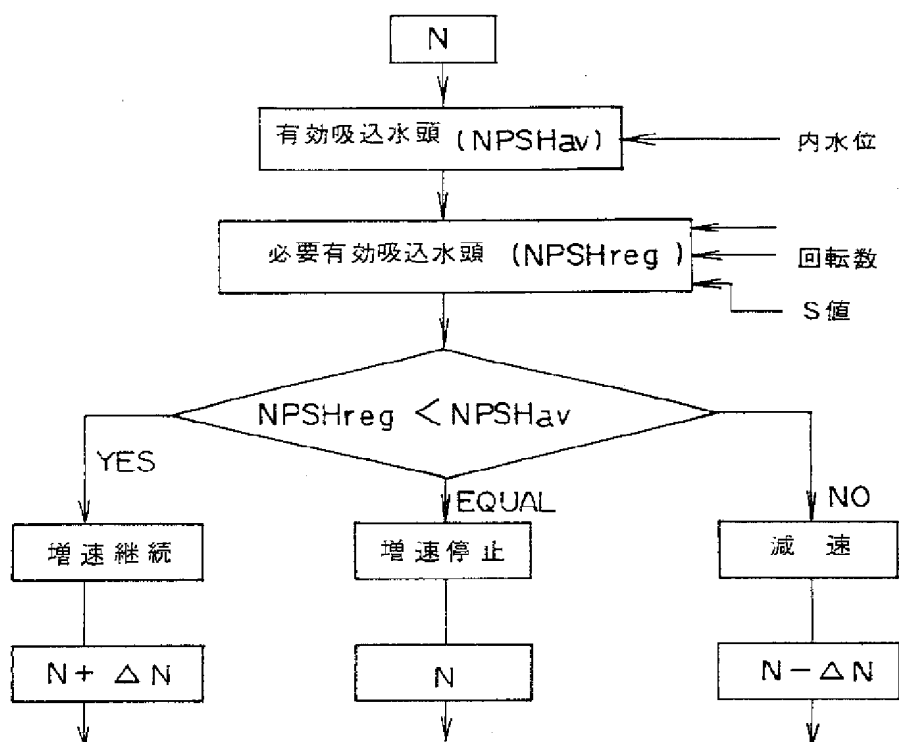 N
有効吸込水頭 (NPSHav)
内水位
必要有効吸込水頭 (NPSHreg)
回転数
S値
NPSHreg < NPSHav
YES
EQUAL
NO
増速継続
増速停止
減速
N+ΔN
N
N-ΔN